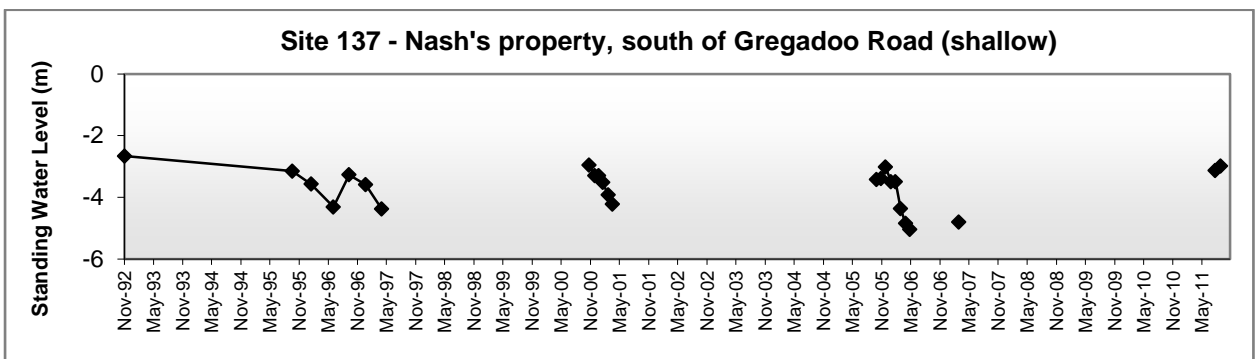 Site 137 - Nash's property, south of Gregadoo Road (shallow)
Standing Water Level (m)
0
-2
-4
-6
Nov-92
May-93
Nov-93
May-94
Nov-94
May-95
Nov-95
May-96
Nov-96
May-97
Nov-97
May-98
Nov-98
May-99
Nov-99
May-00
Nov-00
May-01
Nov-01
May-02
Nov-02
May-03
Nov-03
May-04
Nov-04
May-05
Nov-05
May-06
Nov-06
May-07
Nov-07
May-08
Nov-08
May-09
Nov-09
May-10
Nov-10
May-11